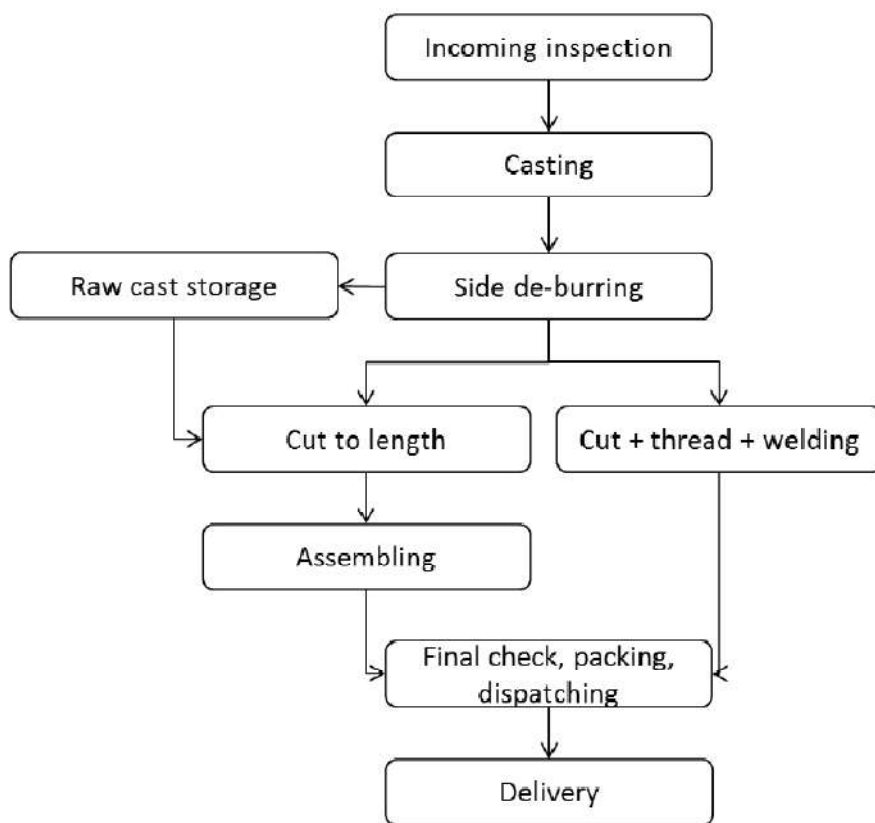 Incoming inspection
Casting
Raw cast storage
Side de-burring
Cut to length
Cut + thread + welding
Assembling
Final check, packing,
dispatching
Delivery